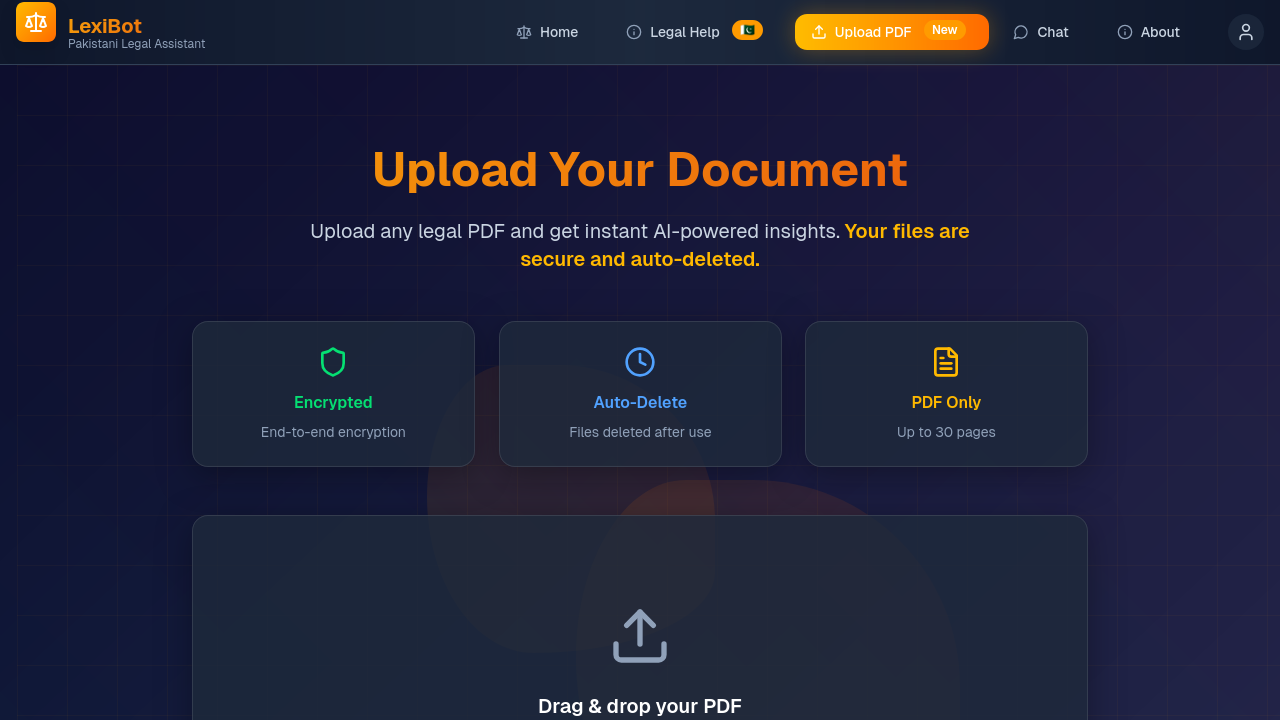 LexiBot
Pakistani Legal Assistant
Home
Legal Help
Upload PDF
New
Chat
About
Upload Your Document
Upload any legal PDF and get instant AI-powered insights. Your files are
secure and auto-deleted.
Encrypted
End-to-end encryption
Auto-Delete
Files deleted after use
PDF Only
Up to 30 pages
Drag & drop your PDF